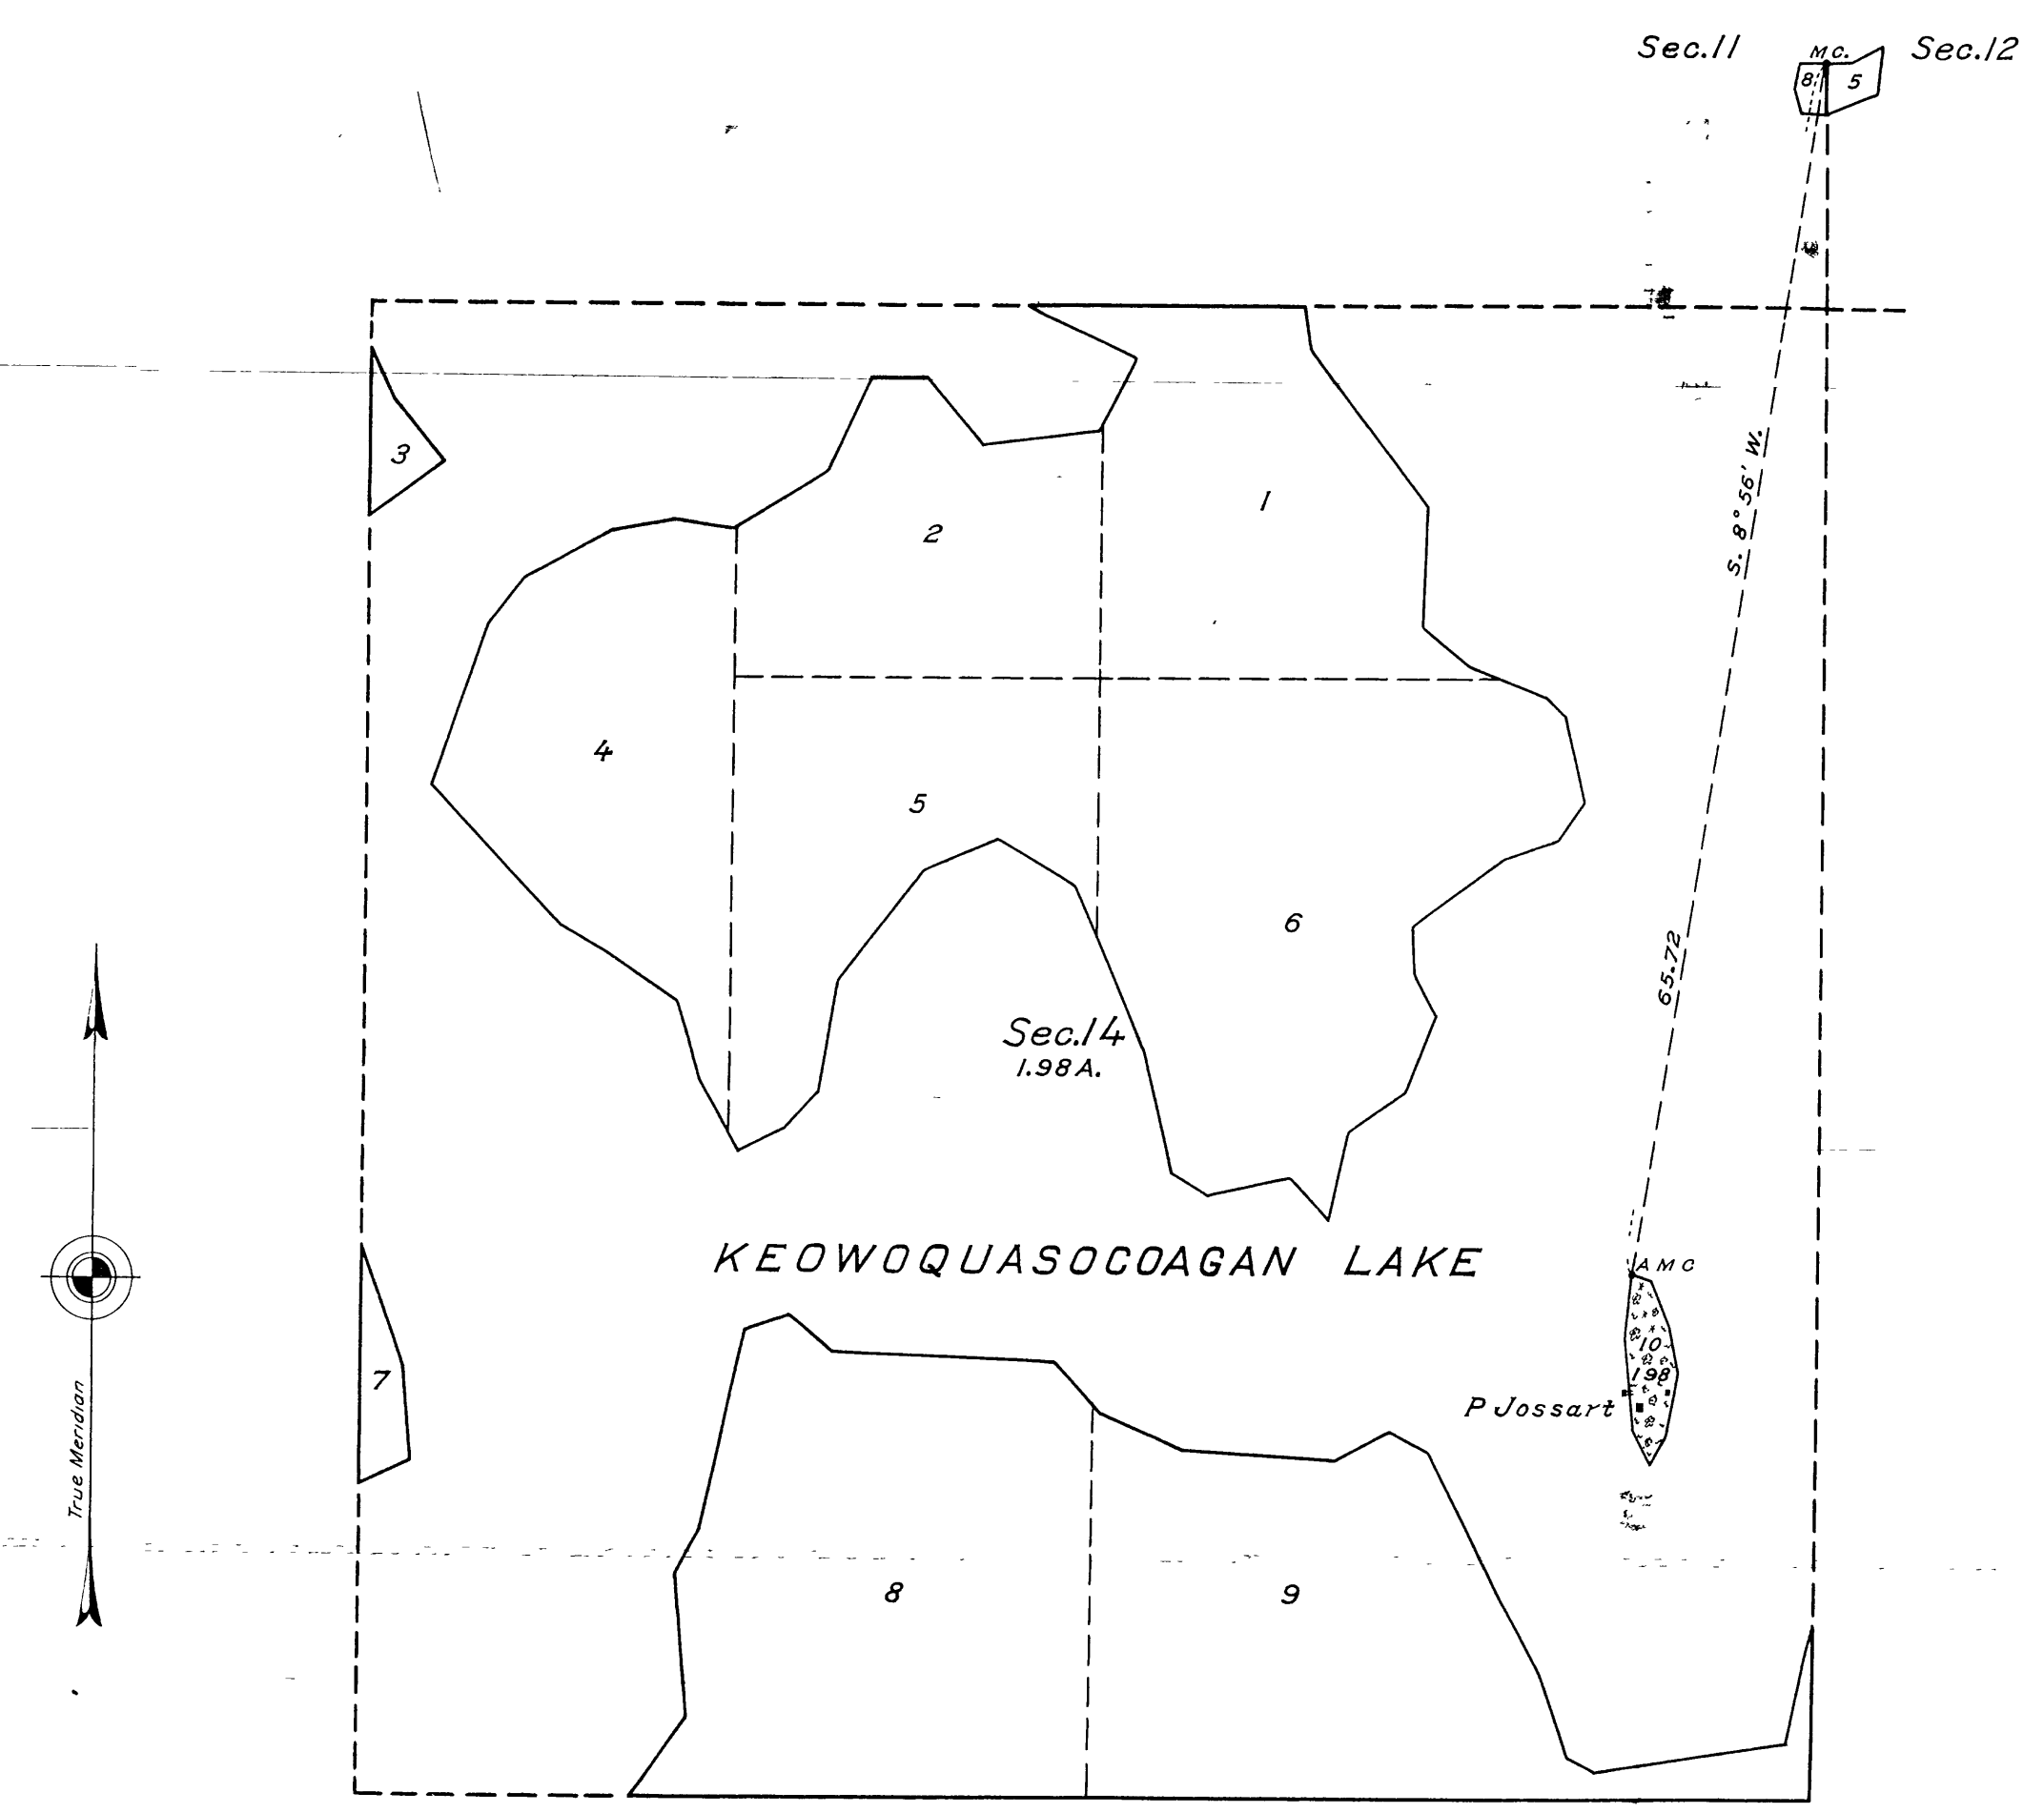 Sec.11
M C.
Sec.12
8
5
3
2
1
S. 8° 56' W.
4
5
6
65.72
Sec.14
1.98 A.
KEOWOQUASOCOAGAN LAKE
A M C
10
1 98
7
P Jossart
True Meridian
8
9